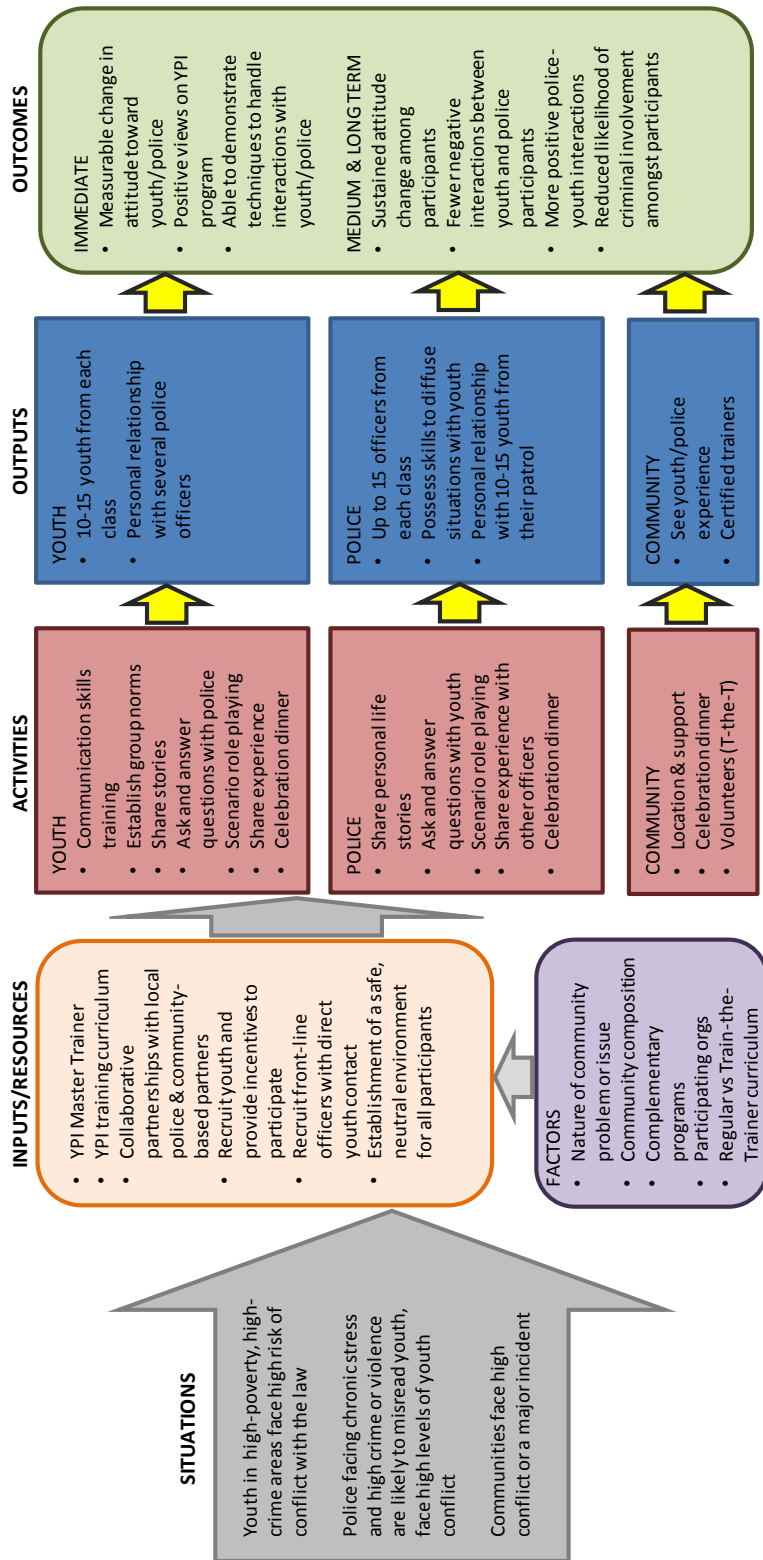 SITUATIONS
Youth in high-poverty, high-
crime areas face high risk of
conflict with the law
Police facing chronic stress
and high crime or violence
are likely to misread youth,
face high levels of youth
conflict
Communities face high
conflict or a major incident
INPUTS/RESOURCES
• YPI Master Trainer
• YPI training curriculum
• Collaborative
partnerships with local
police & community-
based partners
• Recruit youth and
provide incentives to
participate
• Recruit front-line
officers with direct
youth contact
• Establishment of a safe,
neutral environment
for all participants
FACTORS
• Nature of community
problem or issue
• Community composition
• Complementary
programs
• Participating orgs
• Regular vs Train-the-
Trainer curriculum
ACTIVITIES
YOUTH
• Communication skills
training
• Establish group norms
• Share stories
• Ask and answer
questions with police
• Scenario role playing
• Share experience
• Celebration dinner
POLICE
• Share personal life
stories
• Ask and answer
questions with youth
• Scenario role playing
• Share experience with
other officers
• Celebration dinner
COMMUNITY
• Location & support
• Celebration dinner
• Volunteers (T-the-T)
OUTPUTS
YOUTH
• 10-15 youth from each
class
• Personal relationship
with several police
officers
POLICE
• Up to 15 officers from
each class
• Possess skills to diffuse
situations with youth
• Personal relationship
with 10-15 youth from
their patrol
COMMUNITY
• See youth/police
experience
• Certified trainers
OUTCOMES
IMMEDIATE
• Measurable change in
attitude toward
youth/police
• Positive views on YPI
program
• Able to demonstrate
techniques to handle
interactions with
youth/police
MEDIUM & LONG TERM
• Sustained attitude
change among
participants
• Fewer negative
interactions between
youth and police
participants
• More positive police-
youth interactions
• Reduced likelihood of
criminal involvement
amongst participants